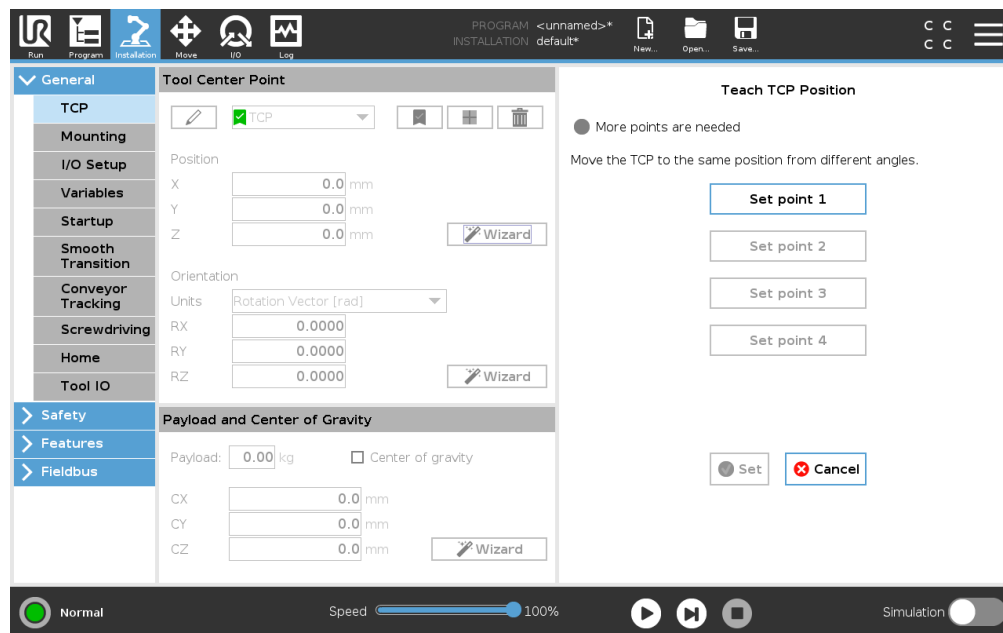 PROGRAM <unnamed>*
INSTALLATION default*
C C
C C
Run Program Installation Move I/O Log New... Open... Save...
General
TCP
Mounting
I/O Setup
Variables
Startup
Smooth
Transition
Conveyor
Tracking
Screwdriving
Home
Tool IO
Safety
Features
Fieldbus
Tool Center Point
TCP
Position
X 0.0 mm
Y 0.0 mm
Z 0.0 mm Wizard
Orientation
Units Rotation Vector [rad]
RX 0.0000
RY 0.0000
RZ 0.0000 Wizard
Payload and Center of Gravity
Payload: 0.00 kg Center of gravity
CX 0.0 mm
CY 0.0 mm
CZ 0.0 mm Wizard
Teach TCP Position
More points are needed
Move the TCP to the same position from different angles.
Set point 1
Set point 2
Set point 3
Set point 4
Set Cancel
Normal Speed 100% Simulation